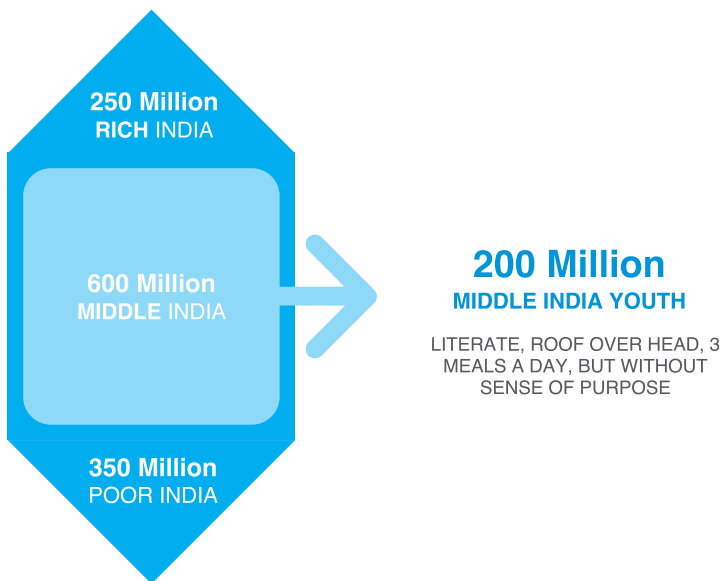 250 Million
RICH INDIA
600 Million
MIDDLE INDIA
350 Million
POOR INDIA
200 Million
MIDDLE INDIA YOUTH
LITERATE, ROOF OVER HEAD, 3
MEALS A DAY, BUT WITHOUT
SENSE OF PURPOSE